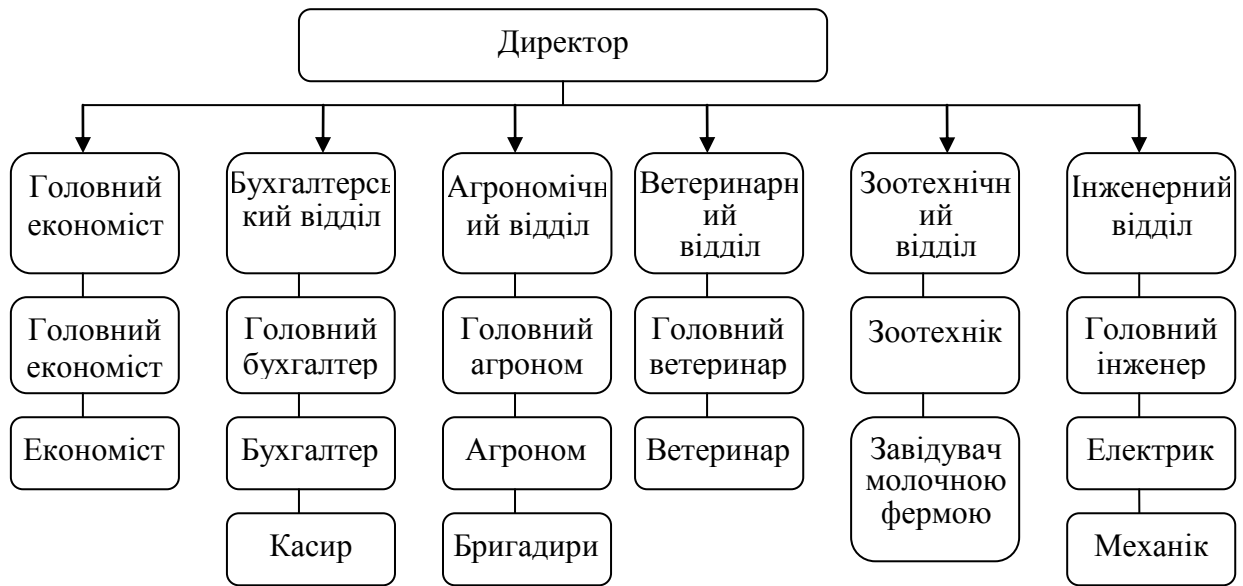 Директор
Головний
економіст
Бухгалтерсь
кий відділ
Агрономічн
ий відділ
Ветеринарн
ий
відділ
Зоотехнічн
ий
відділ
Інженерний
відділ
Головний
економіст
Головний
бухгалтер
Головний
агроном
Головний
ветеринар
Зоотехнік
Головний
інженер
Економіст
Бухгалтер
Агроном
Ветеринар
Завідувач
молочною
фермою
Електрик
Касир
Бригадири
Механік